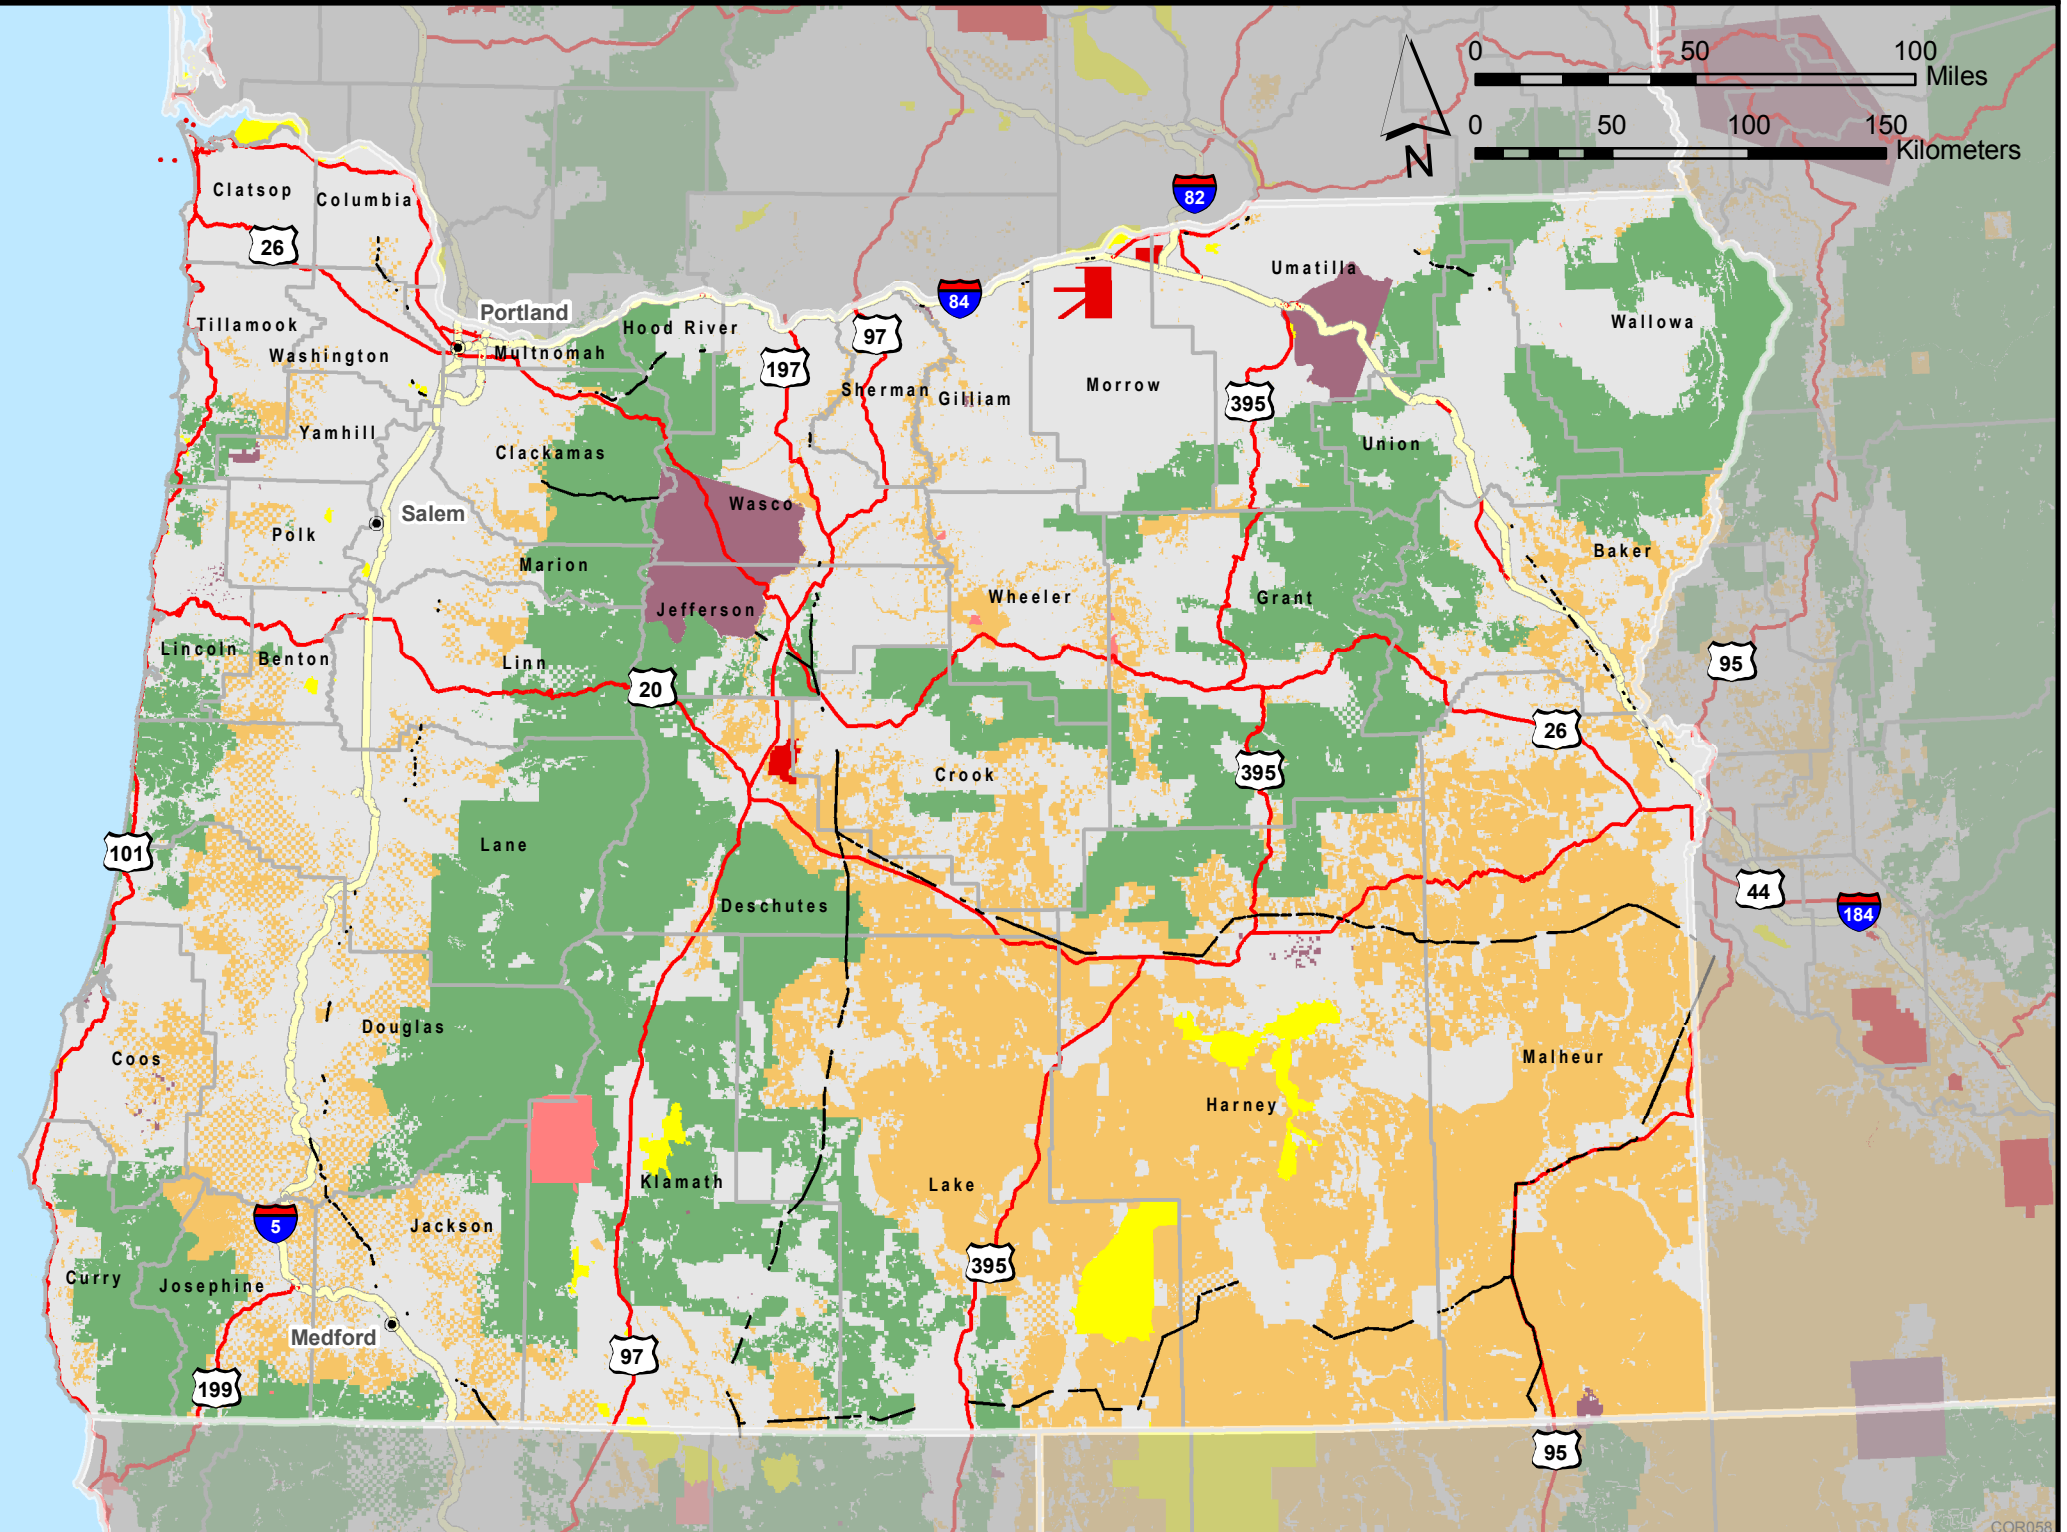 0 50 100
Miles
0 50 100 150
Kilometers
N
82
Clatsop
Columbia
26
Umatilla
84
Portland
Hood River
Tillamook
Washington
Multnomah
97
Wallowa
197
Sherman
Gilliam
Morrow
395
Yamhill
Clackamas
Union
Wasco
Salem
Polk
Marion
Baker
Jefferson
Wheeler
Grant
Lincoln
Benton
Linn
20
95
26
Crook
395
Lane
101
44
184
Deschutes
Douglas
Coos
Malheur
Harney
Klamath
Lake
5
Jackson
Curry
Josephine
395
Medford
97
199
95
COR058